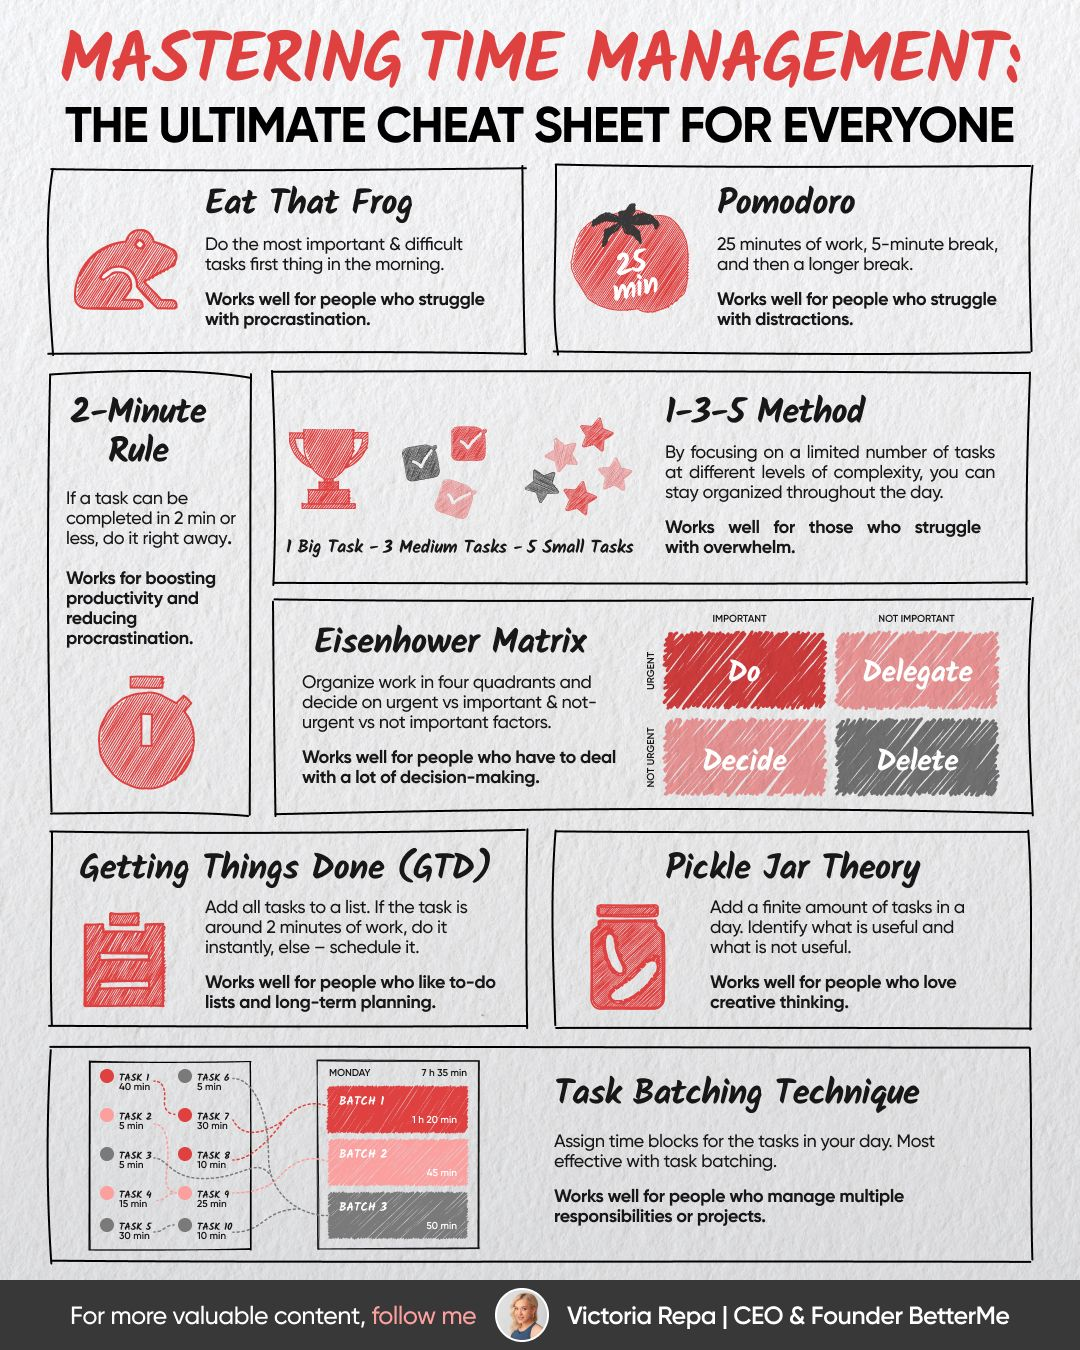 MASTERING TIME MANAGEMENT:
THE ULTIMATE CHEAT SHEET FOR EVERYONE
Eat That Frog
Do the most important & difficult
tasks first thing in the morning.
Works well for people who struggle
with procrastination.
Pomodoro
25
min
25 minutes of work, 5-minute break,
and then a longer break.
Works well for people who struggle
with distractions.
2-Minute
Rule
If a task can be
completed in 2 min or
less, do it right away.
Works for boosting
productivity and
reducing
procrastination.
1 Big Task - 3 Medium Tasks - 5 Small Tasks
1-3-5 Method
By focusing on a limited number of tasks
at different levels of complexity, you can
stay organized throughout the day.
Works well for those who struggle
with overwhelm.
Eisenhower Matrix
Organize work in four quadrants and
decide on urgent vs important & not-
urgent vs not important factors.
Works well for people who have to deal
with a lot of decision-making.
IMPORTANT
NOT IMPORTANT
URGENT
Do
Delegate
NOT URGENT
Decide
Delete
Getting Things Done (GTD)
Add all tasks to a list. If the task is
around 2 minutes of work, do it
instantly, else – schedule it.
Works well for people who like to-do
lists and long-term planning.
Pickle Jar Theory
Add a finite amount of tasks in a
day. Identify what is useful and
what is not useful.
Works well for people who love
creative thinking.
TASK 1
40 min
TASK 2
5 min
TASK 3
5 min
TASK 4
15 min
TASK 5
30 min
TASK 6
5 min
TASK 7
30 min
TASK 8
10 min
TASK 9
25 min
TASK 10
10 min
MONDAY 7 h 35 min
BATCH 1
1 h 20 min
BATCH 2
45 min
BATCH 3
50 min
Task Batching Technique
Assign time blocks for the tasks in your day. Most
effective with task batching.
Works well for people who manage multiple
responsibilities or projects.
For more valuable content, follow me
Victoria Repa | CEO & Founder BetterMe